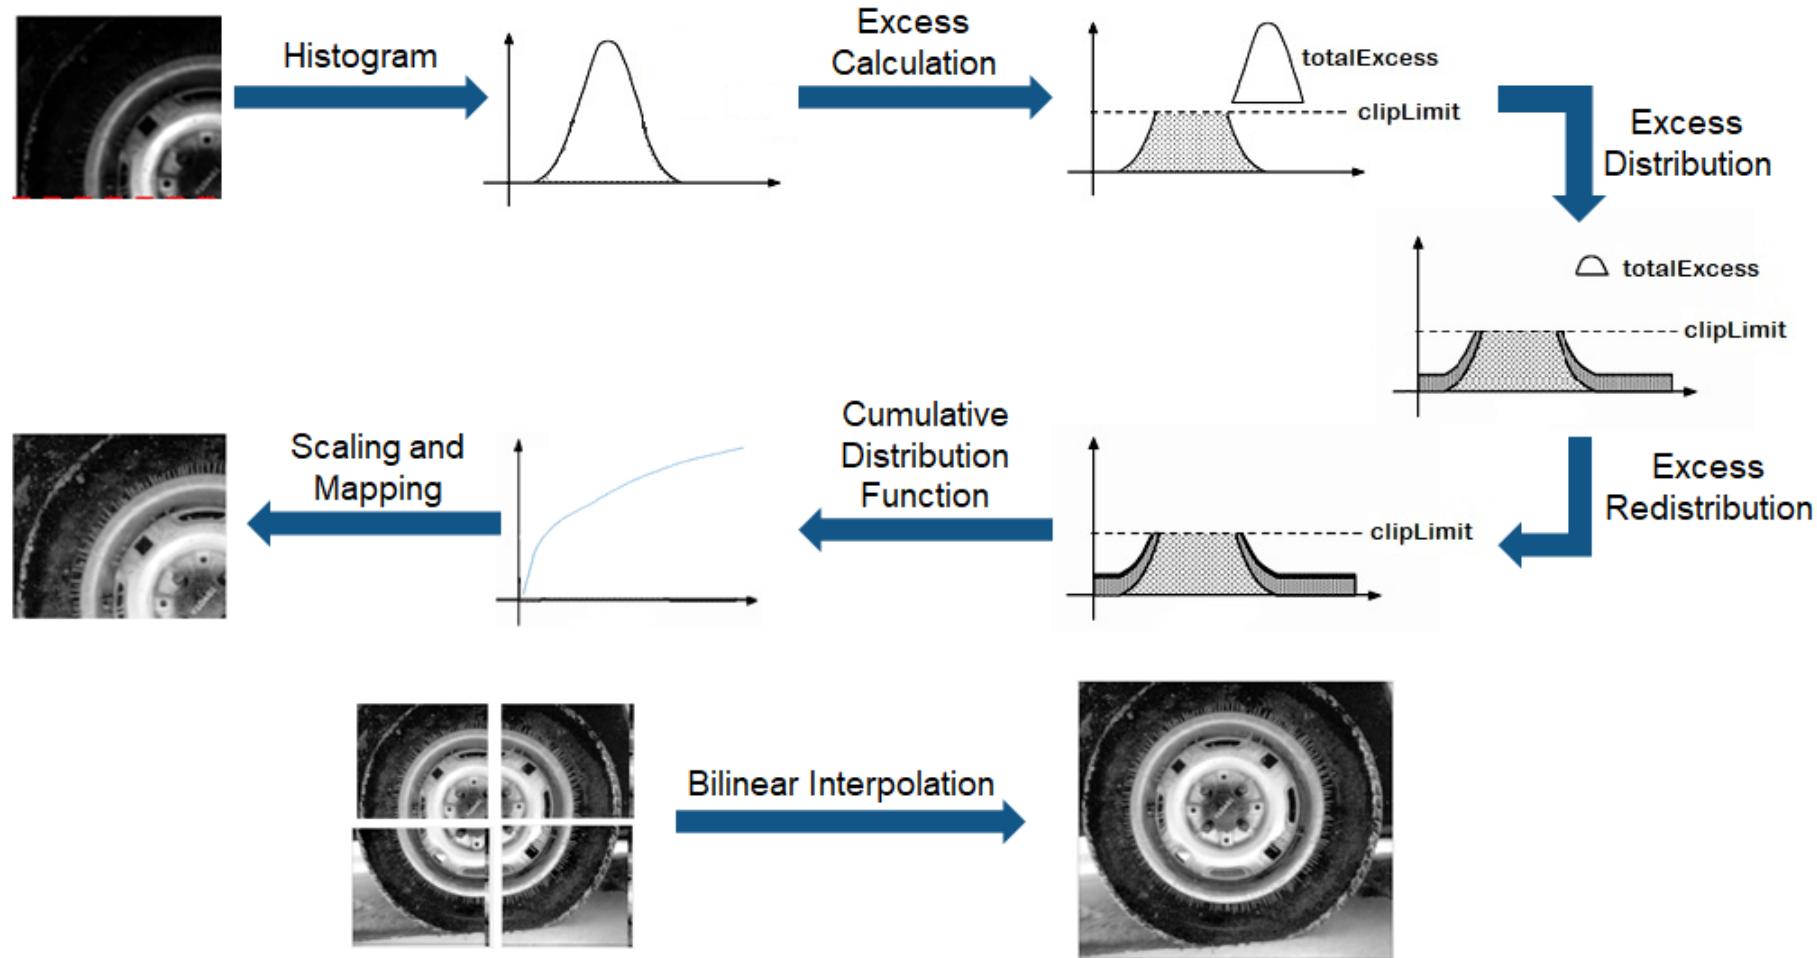 Histogram
Excess
Calculation
totalExcess
clipLimit
Excess
Distribution
totalExcess
clipLimit
Excess
Redistribution
clipLimit
Cumulative
Distribution
Function
Scaling and
Mapping
Bilinear Interpolation